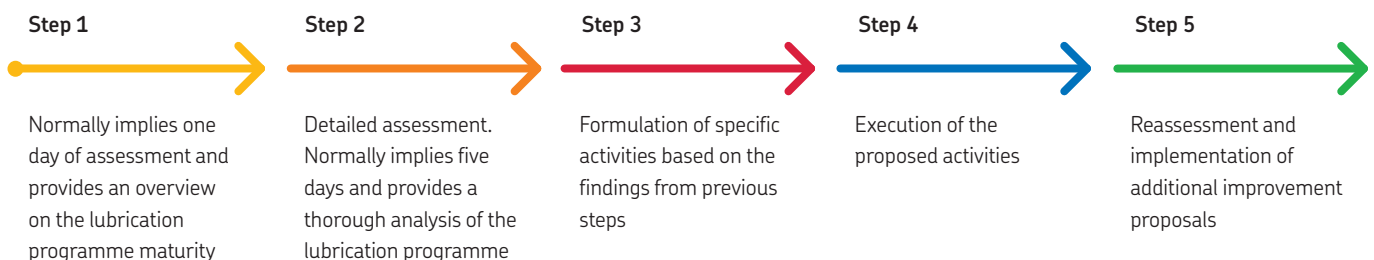 Step 1
Normally implies one
day of assessment and
provides an overview
on the lubrication
programme maturity
Step 2
Detailed assessment.
Normally implies five
days and provides a
thorough analysis of the
lubrication programme
Step 3
Formulation of specific
activities based on the
findings from previous
steps
Step 4
Execution of the
proposed activities
Step 5
Reassessment and
implementation of
additional improvement
proposals